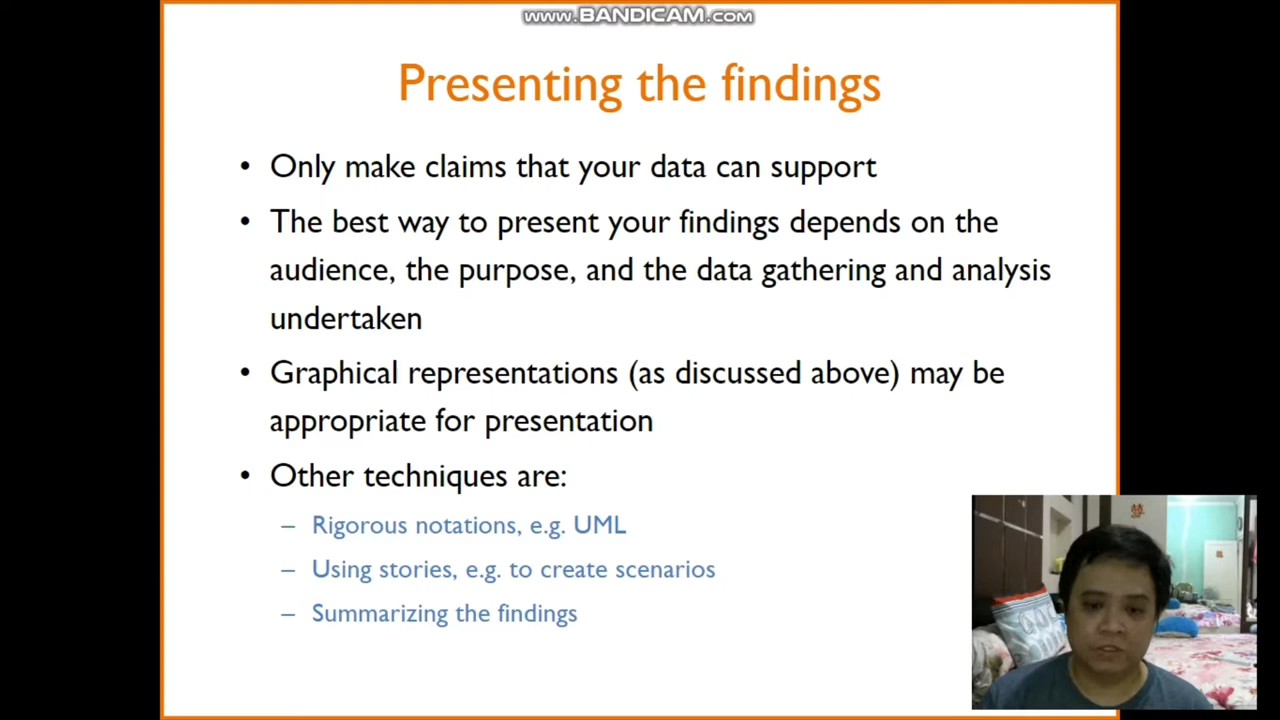 www.BANDICAM.com
Presenting the findings
• Only make claims that your data can support
• The best way to present your findings depends on the
audience, the purpose, and the data gathering and analysis
undertaken
• Graphical representations (as discussed above) may be
appropriate for presentation
• Other techniques are:
– Rigorous notations, e.g. UML
– Using stories, e.g. to create scenarios
– Summarizing the findings